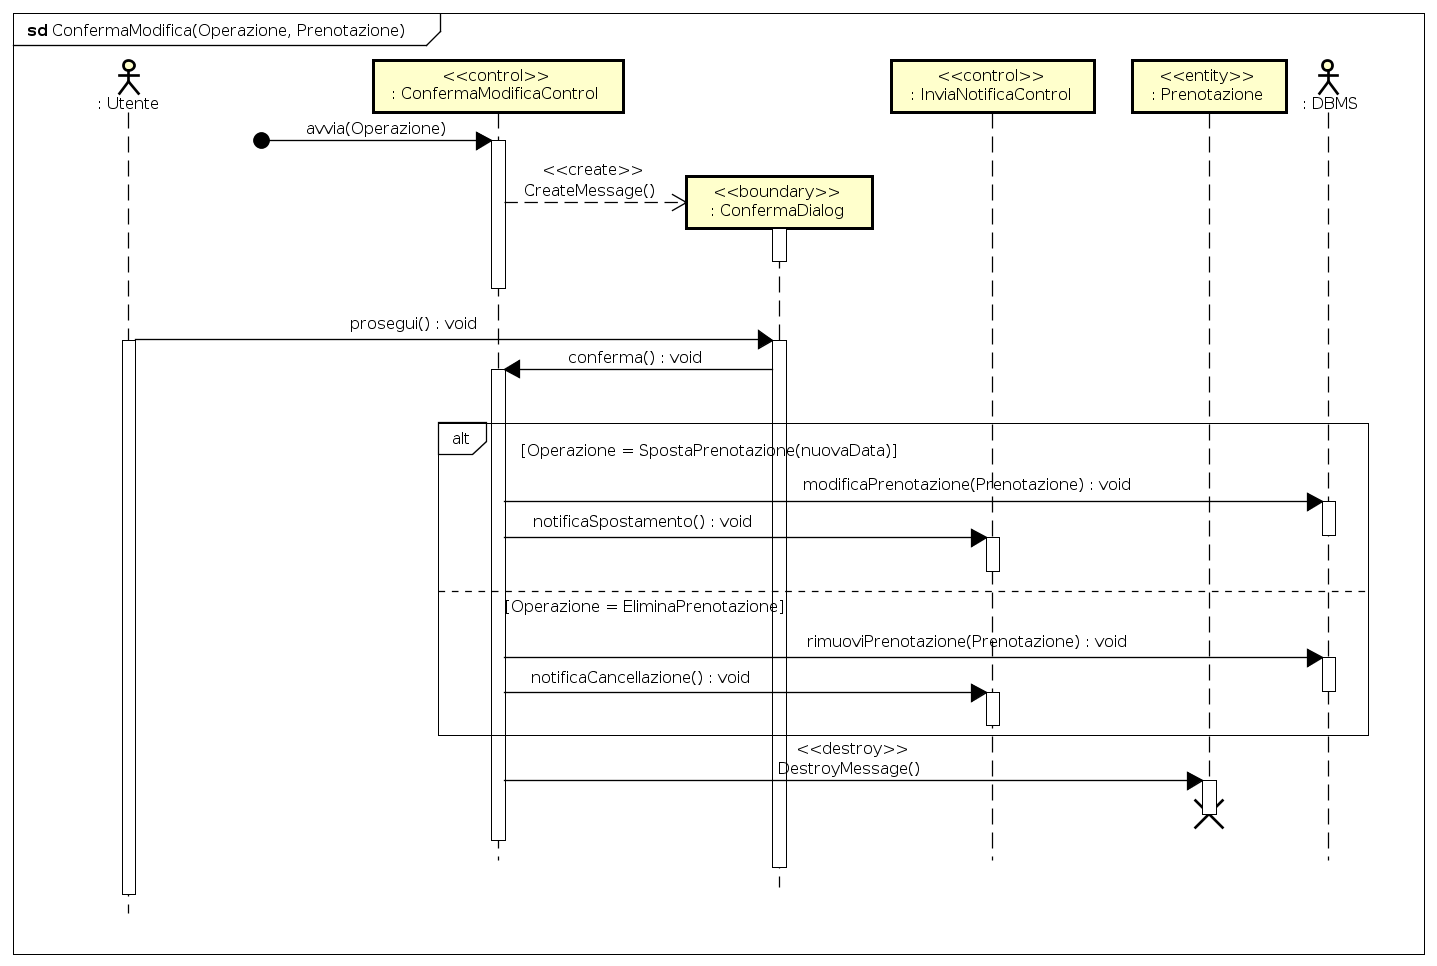 sd ConfermaModifica(Operazione, Prenotazione)
: Utente
<<control>>
: ConfermaModificaControl
<<control>>
: InviaNotificaControl
<<entity>>
: Prenotazione
: DBMS
avvia(Operazione)
<<create>>
CreateMessage()
<<boundary>>
: ConfermaDialog
prosegui() : void
conferma() : void
alt
[Operazione = SpostaPrenotazione(nuovaData)]
modificaPrenotazione(Prenotazione) : void
notificaSpostamento() : void
[Operazione = EliminaPrenotazione]
rimuoviPrenotazione(Prenotazione) : void
notificaCancellazione() : void
<<destroy>>
DestroyMessage()